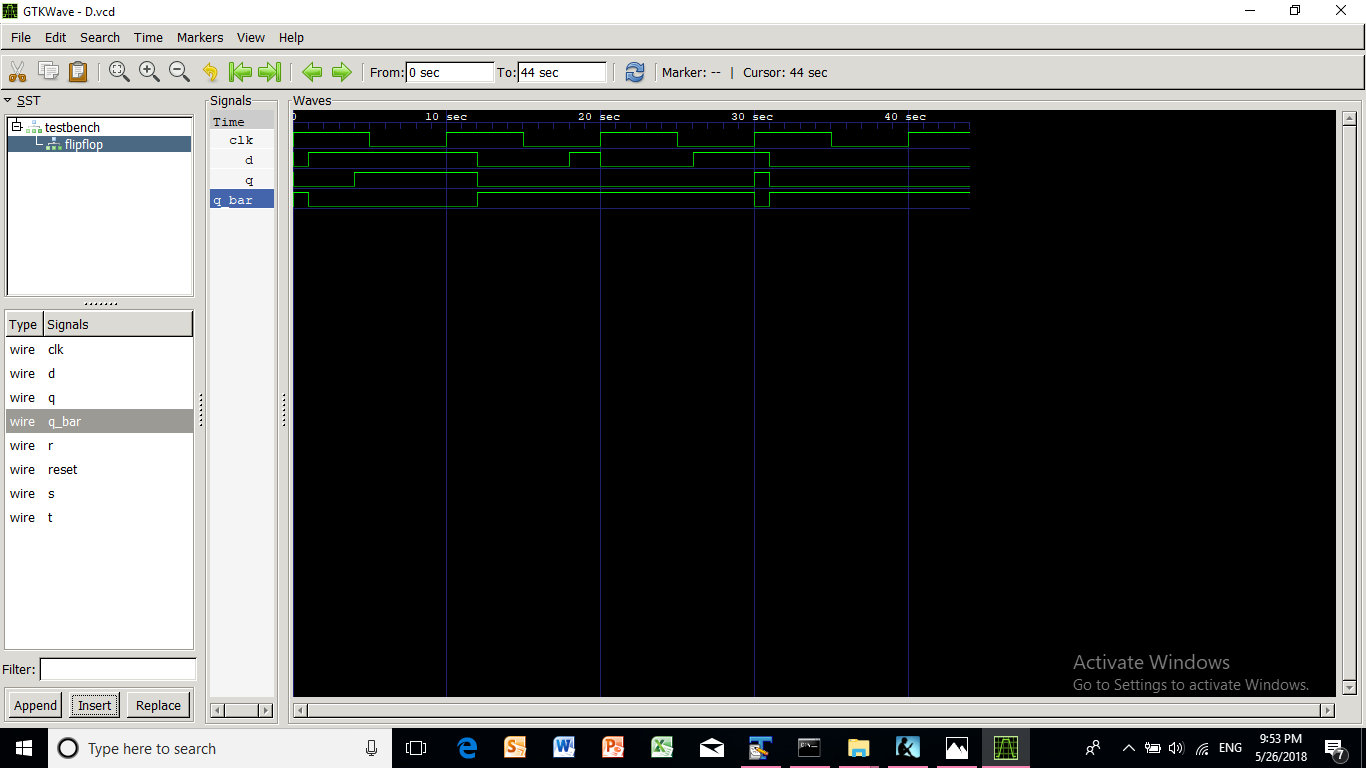 GTKWave - D.vcd
File Edit Search Time Markers View Help
From: 0 sec To: 44 sec Marker: -- | Cursor: 44 sec
SST
testbench
flipflop
Type Signals
wire clk
wire d
wire q
wire q_bar
wire r
wire reset
wire s
wire t
Filter:
Append Insert Replace
Signals
Time
clk
d
q
q_bar
Waves
0 10 sec 20 sec 30 sec 40 sec
Activate Windows
Go to Settings to activate Windows.
Type here to search
ENG
9:53 PM
5/26/2018
7